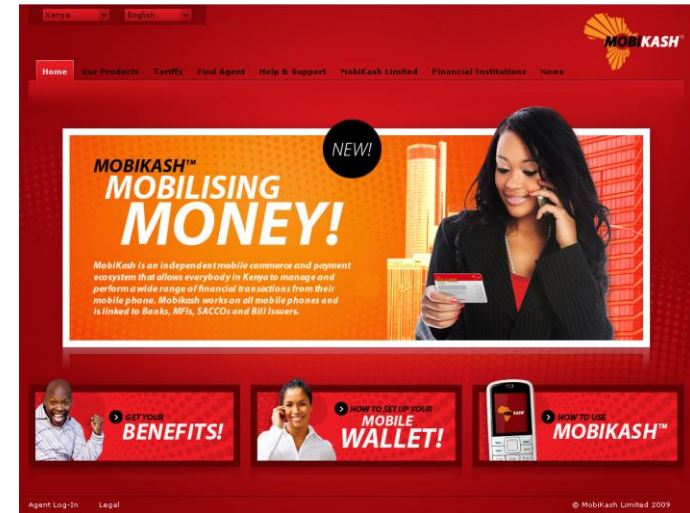 Kenya
English
MOBIKASH™
Home
Our Products
Tariffs
Find Agent
Help & Support
MobiKash Limited
Financial Institutions
News
NEW!
MOBIKASH™
MOBILISING
MONEY!
MobiKash is an independent mobile commerce and payment
ecosystem that allows everybody in Kenya to manage and
perform a wide range of financial transactions from their
mobile phone. Mobikash works on all mobile phones and
is linked to Banks, MFIs, SACCOs and Bill Issuers.
GET YOUR
BENEFITS!
HOW TO SET UP YOUR
MOBILE
WALLET!
HOW TO USE
MOBIKASH™
Agent Log-In
Legal
© MobiKash Limited 2009